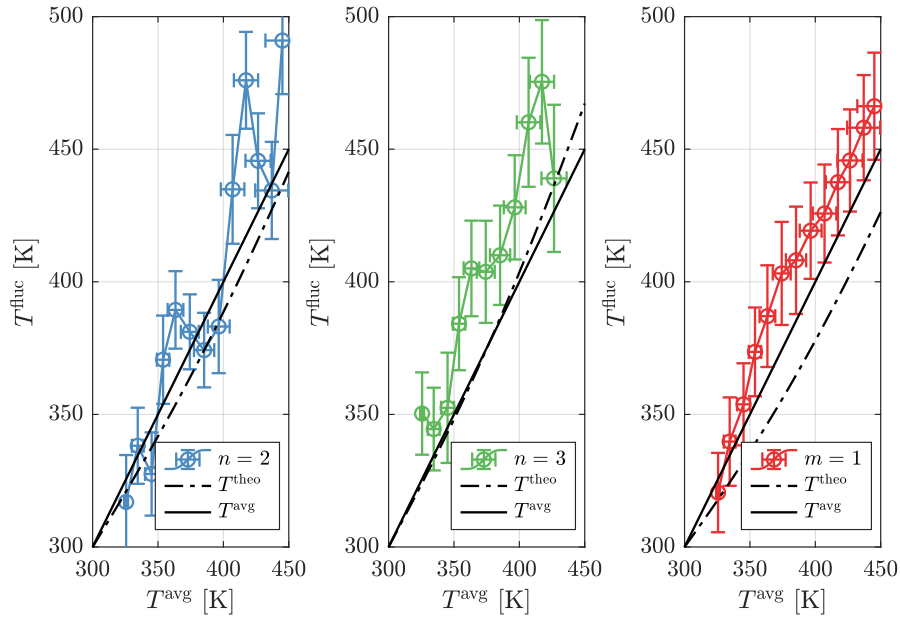 500
450
400
350
300
300 350 400 450
T^fluc [K]
T^avg [K]
n = 2
T^theo
T^avg
500
450
400
350
300
300 350 400 450
T^fluc [K]
T^avg [K]
n = 3
T^theo
T^avg
500
450
400
350
300
300 350 400 450
T^fluc [K]
T^avg [K]
m = 1
T^theo
T^avg